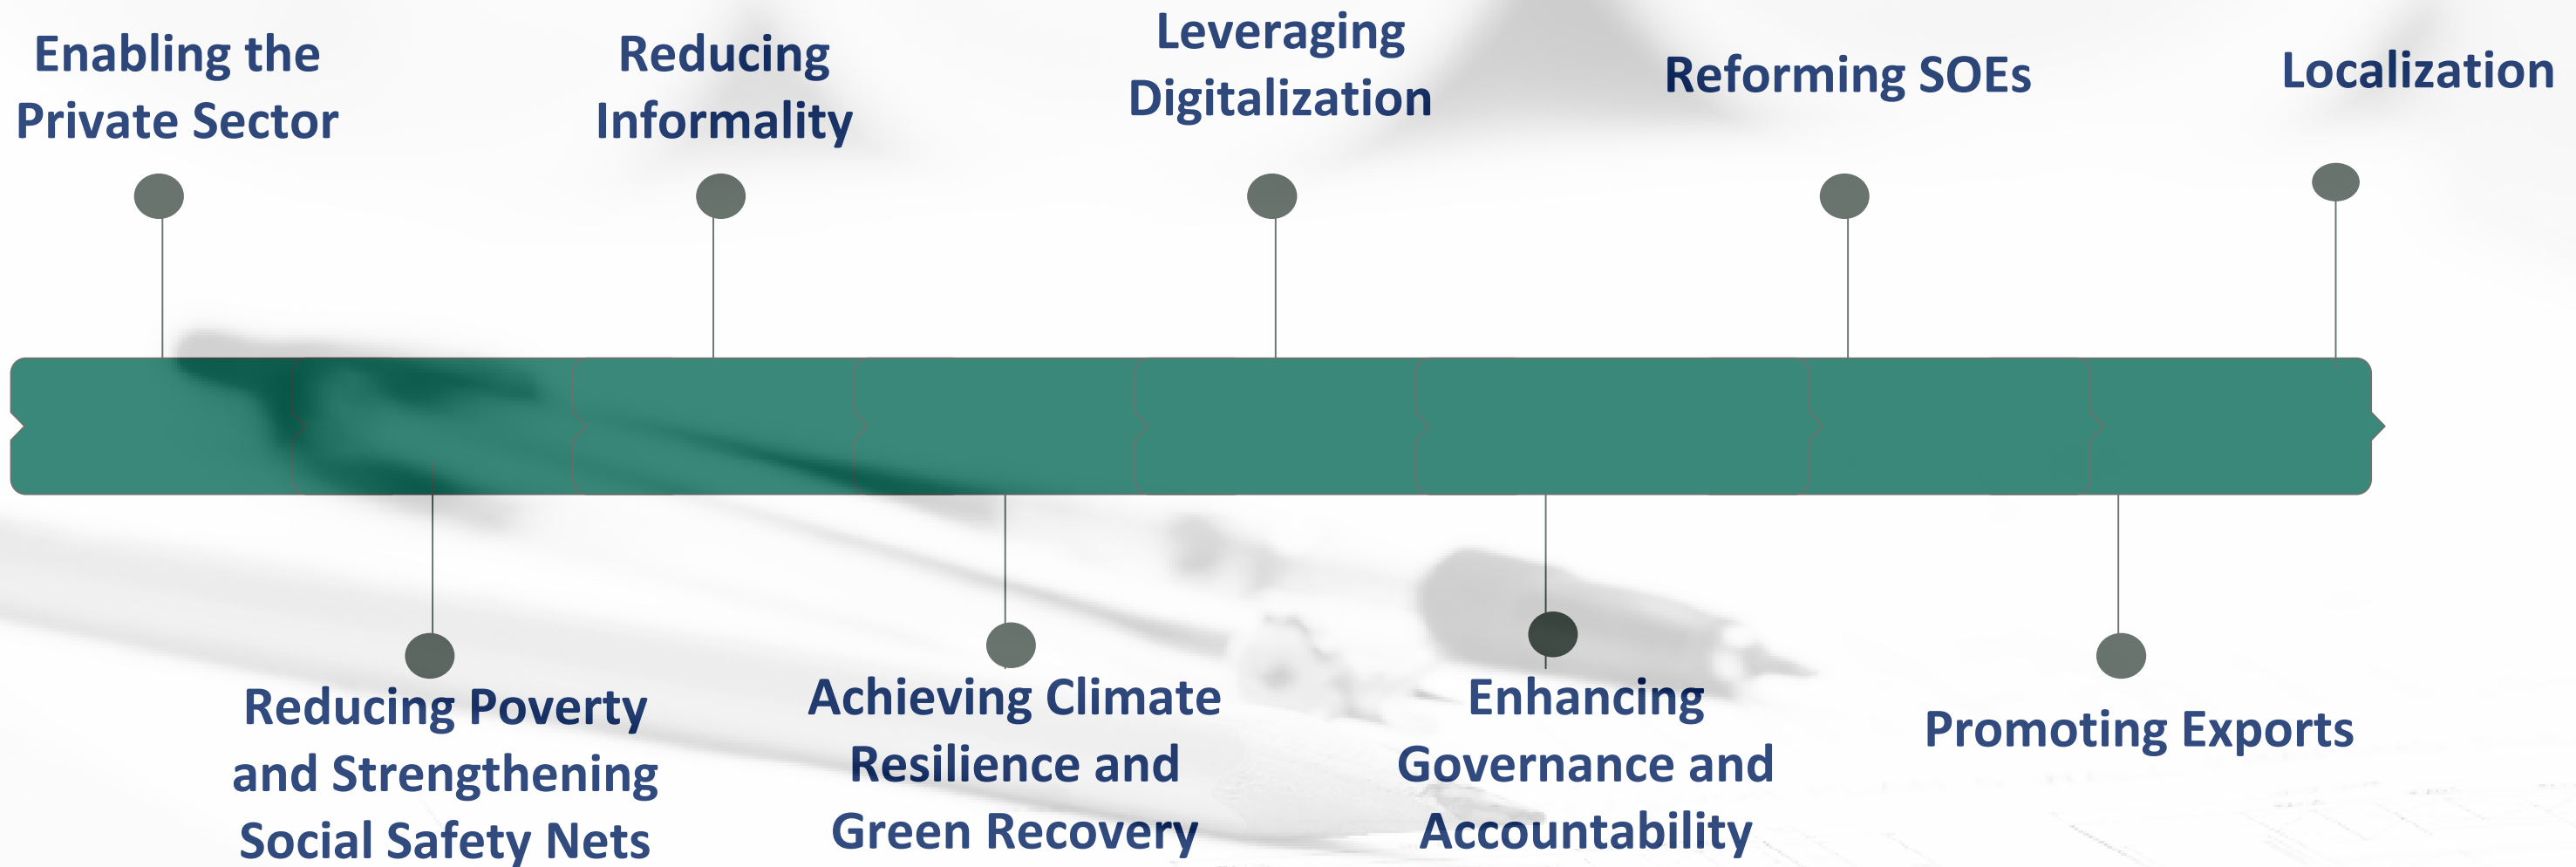 Enabling the
Private Sector
Reducing
Informality
Leveraging
Digitalization
Reforming SOEs
Localization
Reducing Poverty
and Strengthening
Social Safety Nets
Achieving Climate
Resilience and
Green Recovery
Enhancing
Governance and
Accountability
Promoting Exports